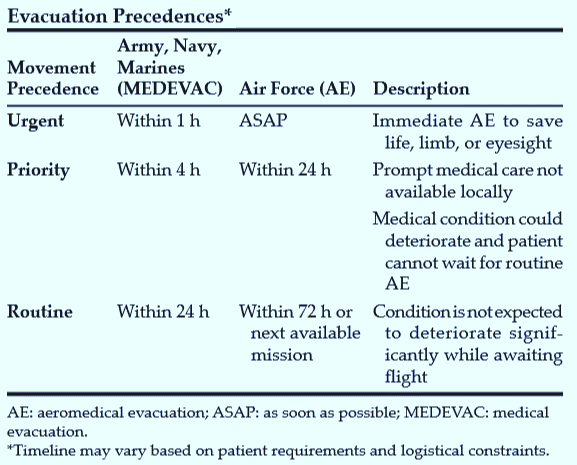 Evacuation Precedences*
Movement Precedence Army, Navy, Marines (MEDEVAC) Air Force (AE) Description
Urgent Within 1 h ASAP Immediate AE to save
life, limb, or eyesight
Priority Within 4 h Within 24 h Prompt medical care not
available locally
Medical condition could
deteriorate and patient
cannot wait for routine
AE
Routine Within 24 h Within 72 h or Condition is not expected
next available to deteriorate signif-
mission icantly while awaiting
flight
AE: aeromedical evacuation; ASAP: as soon as possible; MEDEVAC: medical
evacuation.
*Timeline may vary based on patient requirements and logistical constraints.